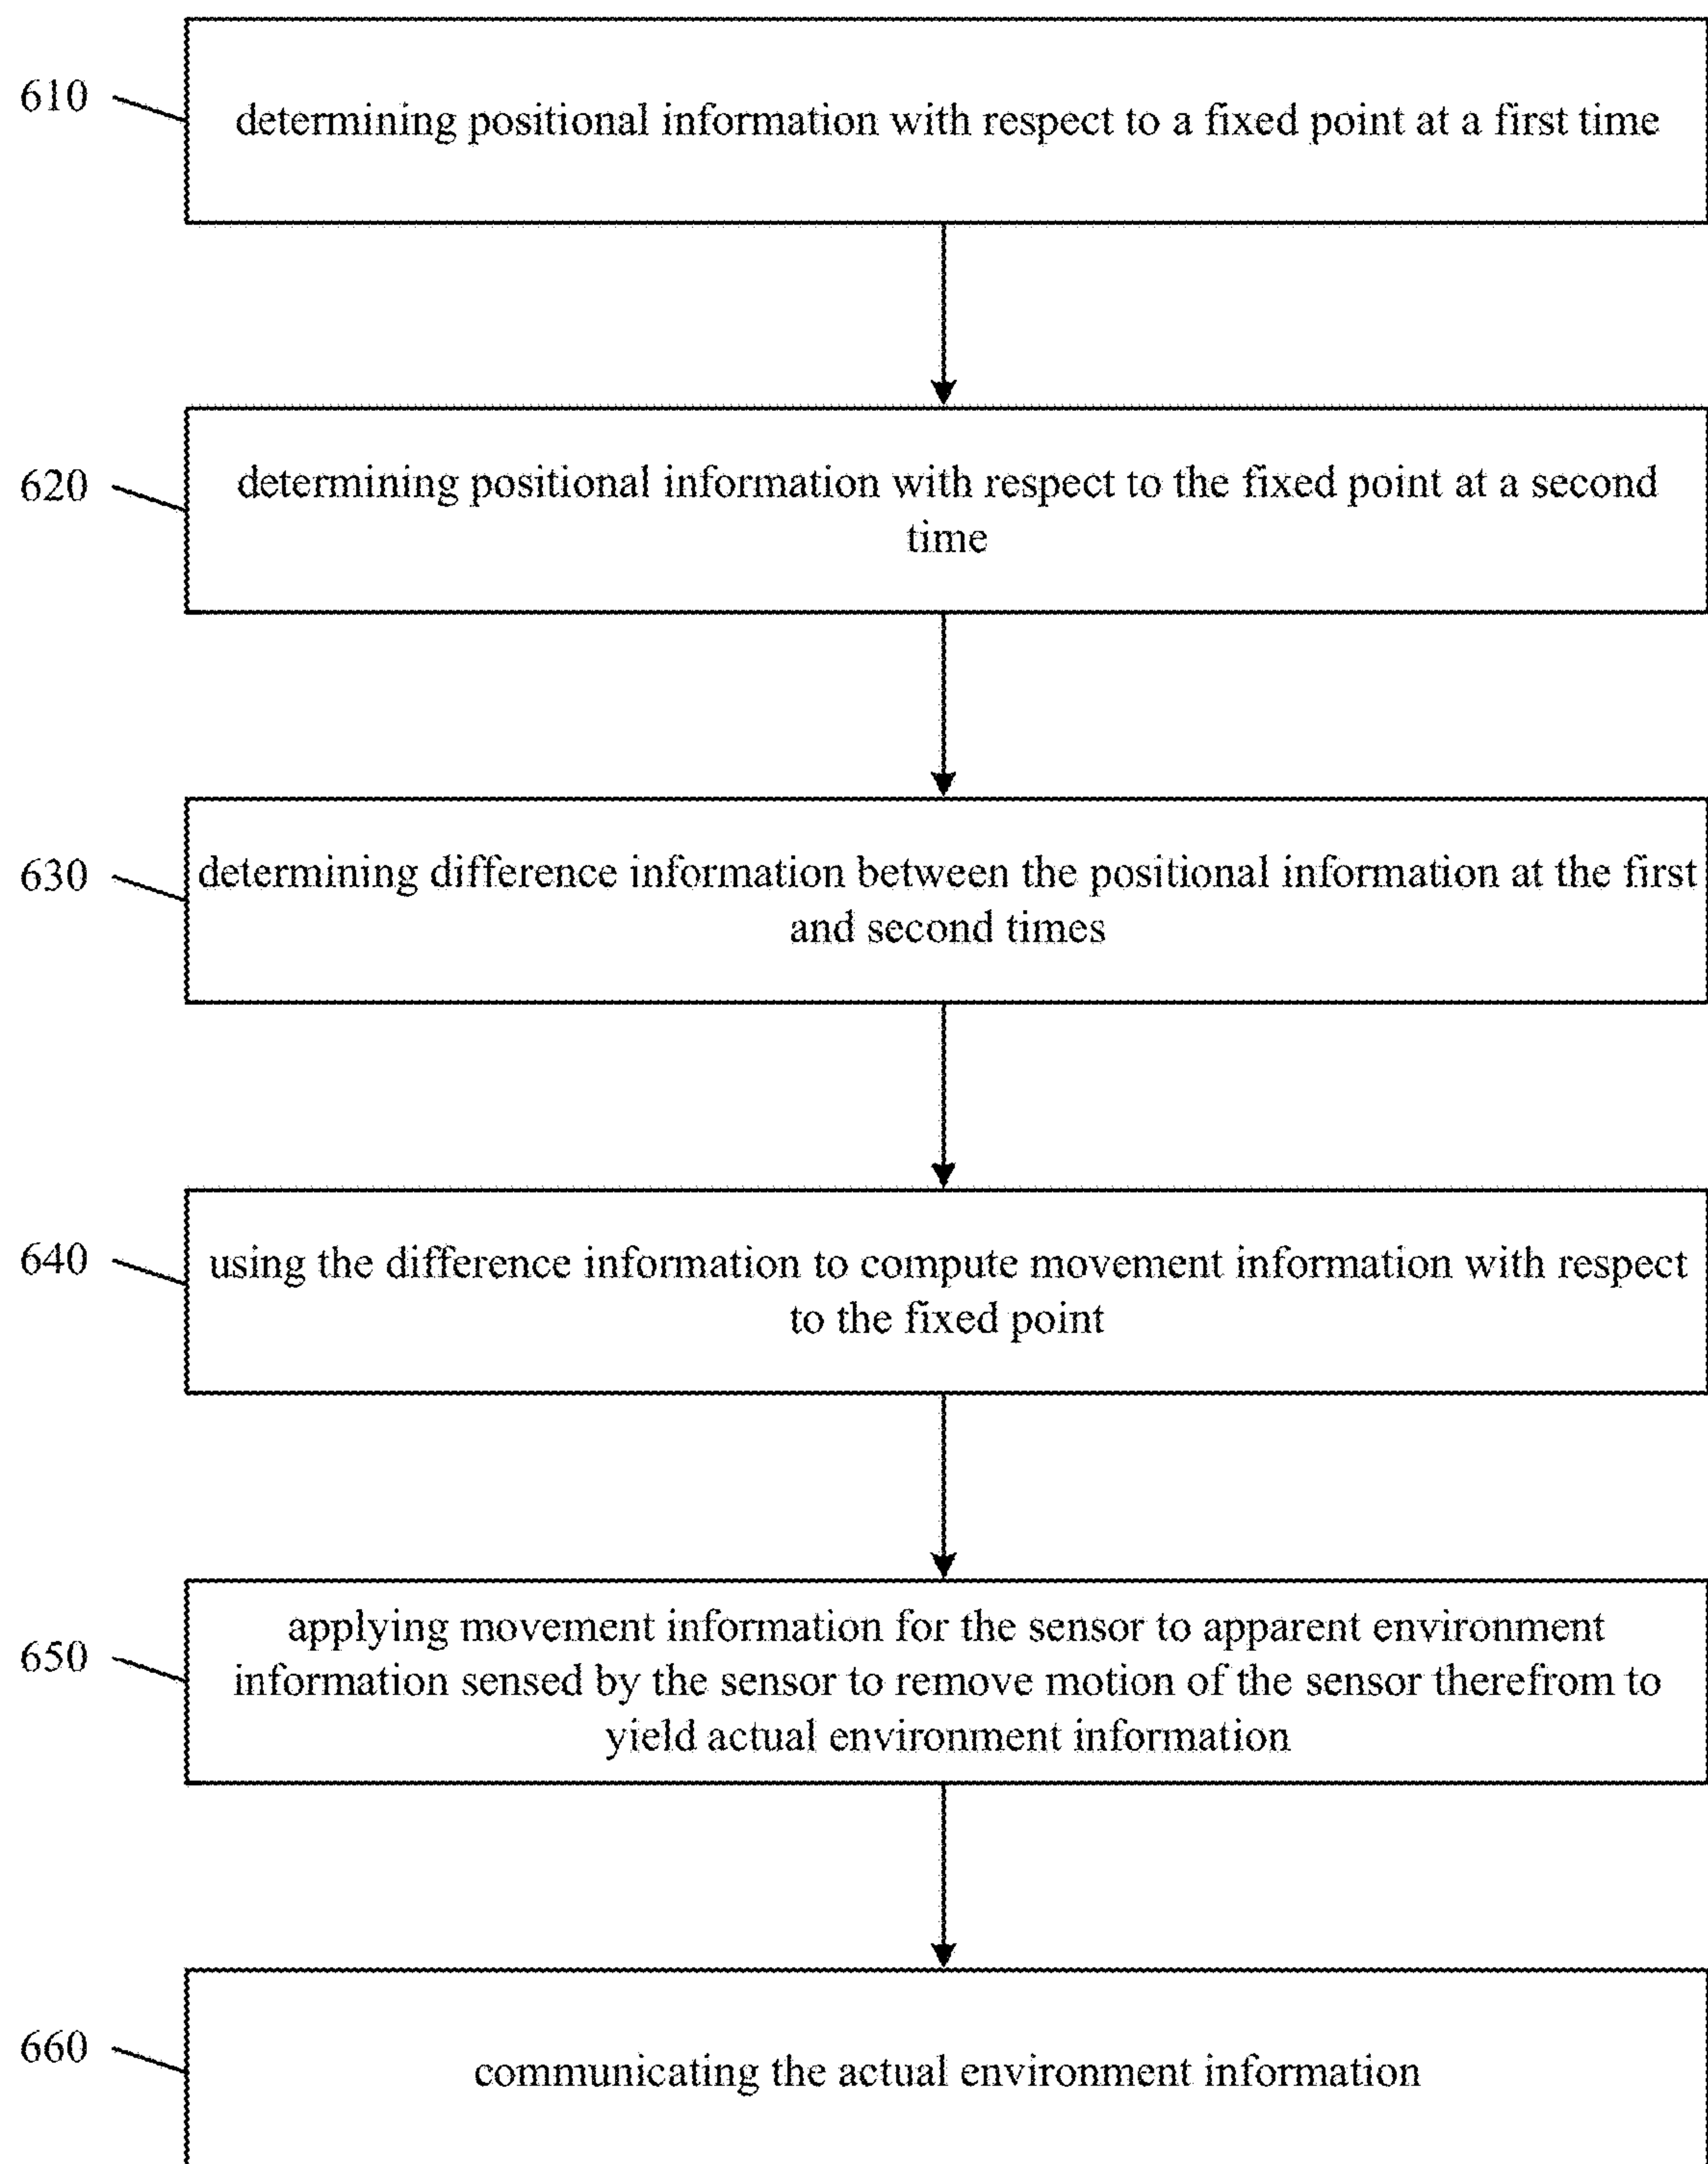 610
determining positional information with respect to a fixed point at a first time
620
determining positional information with respect to the fixed point at a second
time
630
determining difference information between the positional information at the first
and second times
640
using the difference information to compute movement information with respect
to the fixed point
650
applying movement information for the sensor to apparent environment
information sensed by the sensor to remove motion of the sensor therefrom to
yield actual environment information
660
communicating the actual environment information